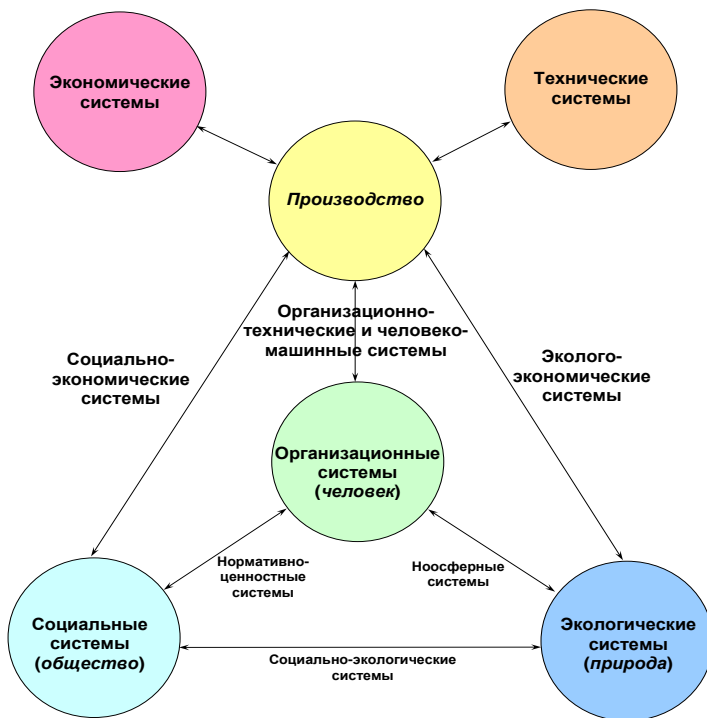 Экономические
системы
Технические
системы
Производство
Организационно-
технические и человеко-
машинные системы
Социально-
экономические
системы
Эколого-
экономические
системы
Организационные
системы
(человек)
Нормативно-
ценностные
системы
Ноосферные
системы
Социальные
системы
(общество)
Экологические
системы
(природа)
Социально-экологические
системы